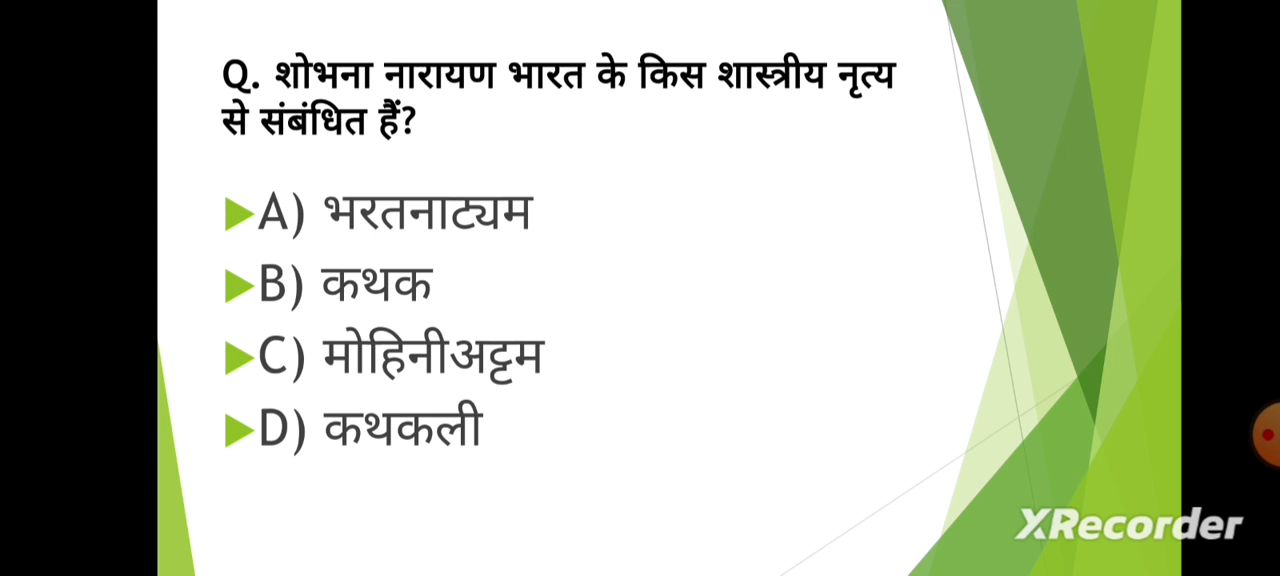 Q. शोभना नारायण भारत के किस शास्त्रीय नृत्य
से संबंधित हैं?
A) भरतनाट्यम
B) कथक
C) मोहिनीअट्टम
D) कथकली
XRecorder